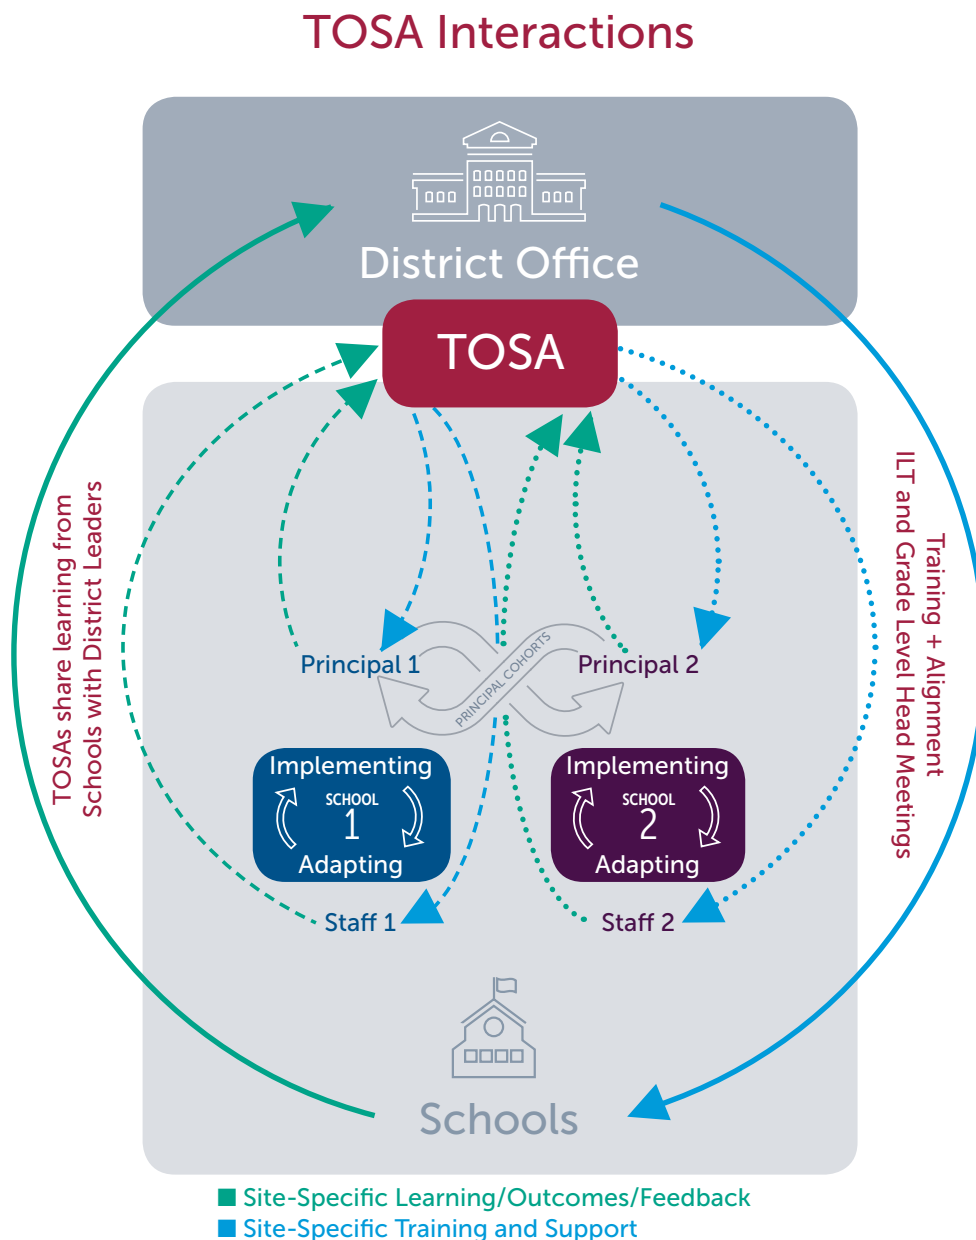 TOSA Interactions
District Office
TOSA
TOSAs share learning from
Schools with District Leaders
Training + Alignment
ILT and Grade Level Head Meetings
Principal 1
PRINCIPAL COHORTS
Principal 2
Implementing
SCHOOL
1
Adapting
Implementing
SCHOOL
2
Adapting
Staff 1
Staff 2
Schools
Site-Specific Learning/Outcomes/Feedback
Site-Specific Training and Support